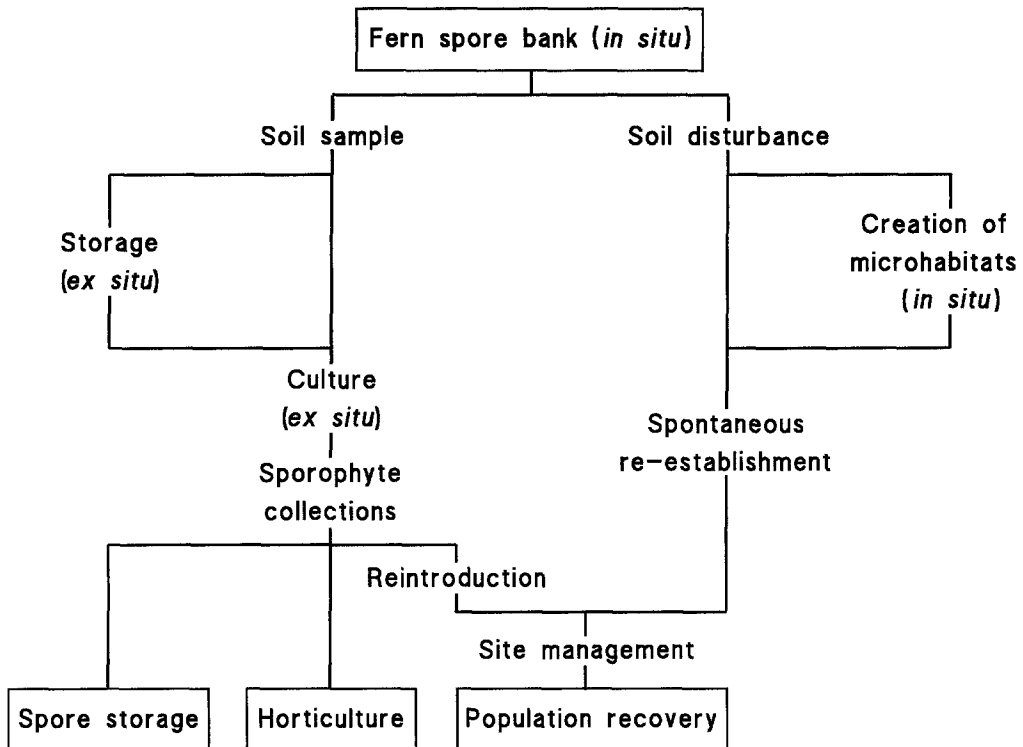 Fern spore bank (in situ)
Soil sample
Soil disturbance
Storage
(ex situ)
Creation of
microhabitats
(in situ)
Culture
(ex situ)
Spontaneous
re-establishment
Sporophyte
collections
Reintroduction
Site management
Spore storage
Horticulture
Population recovery